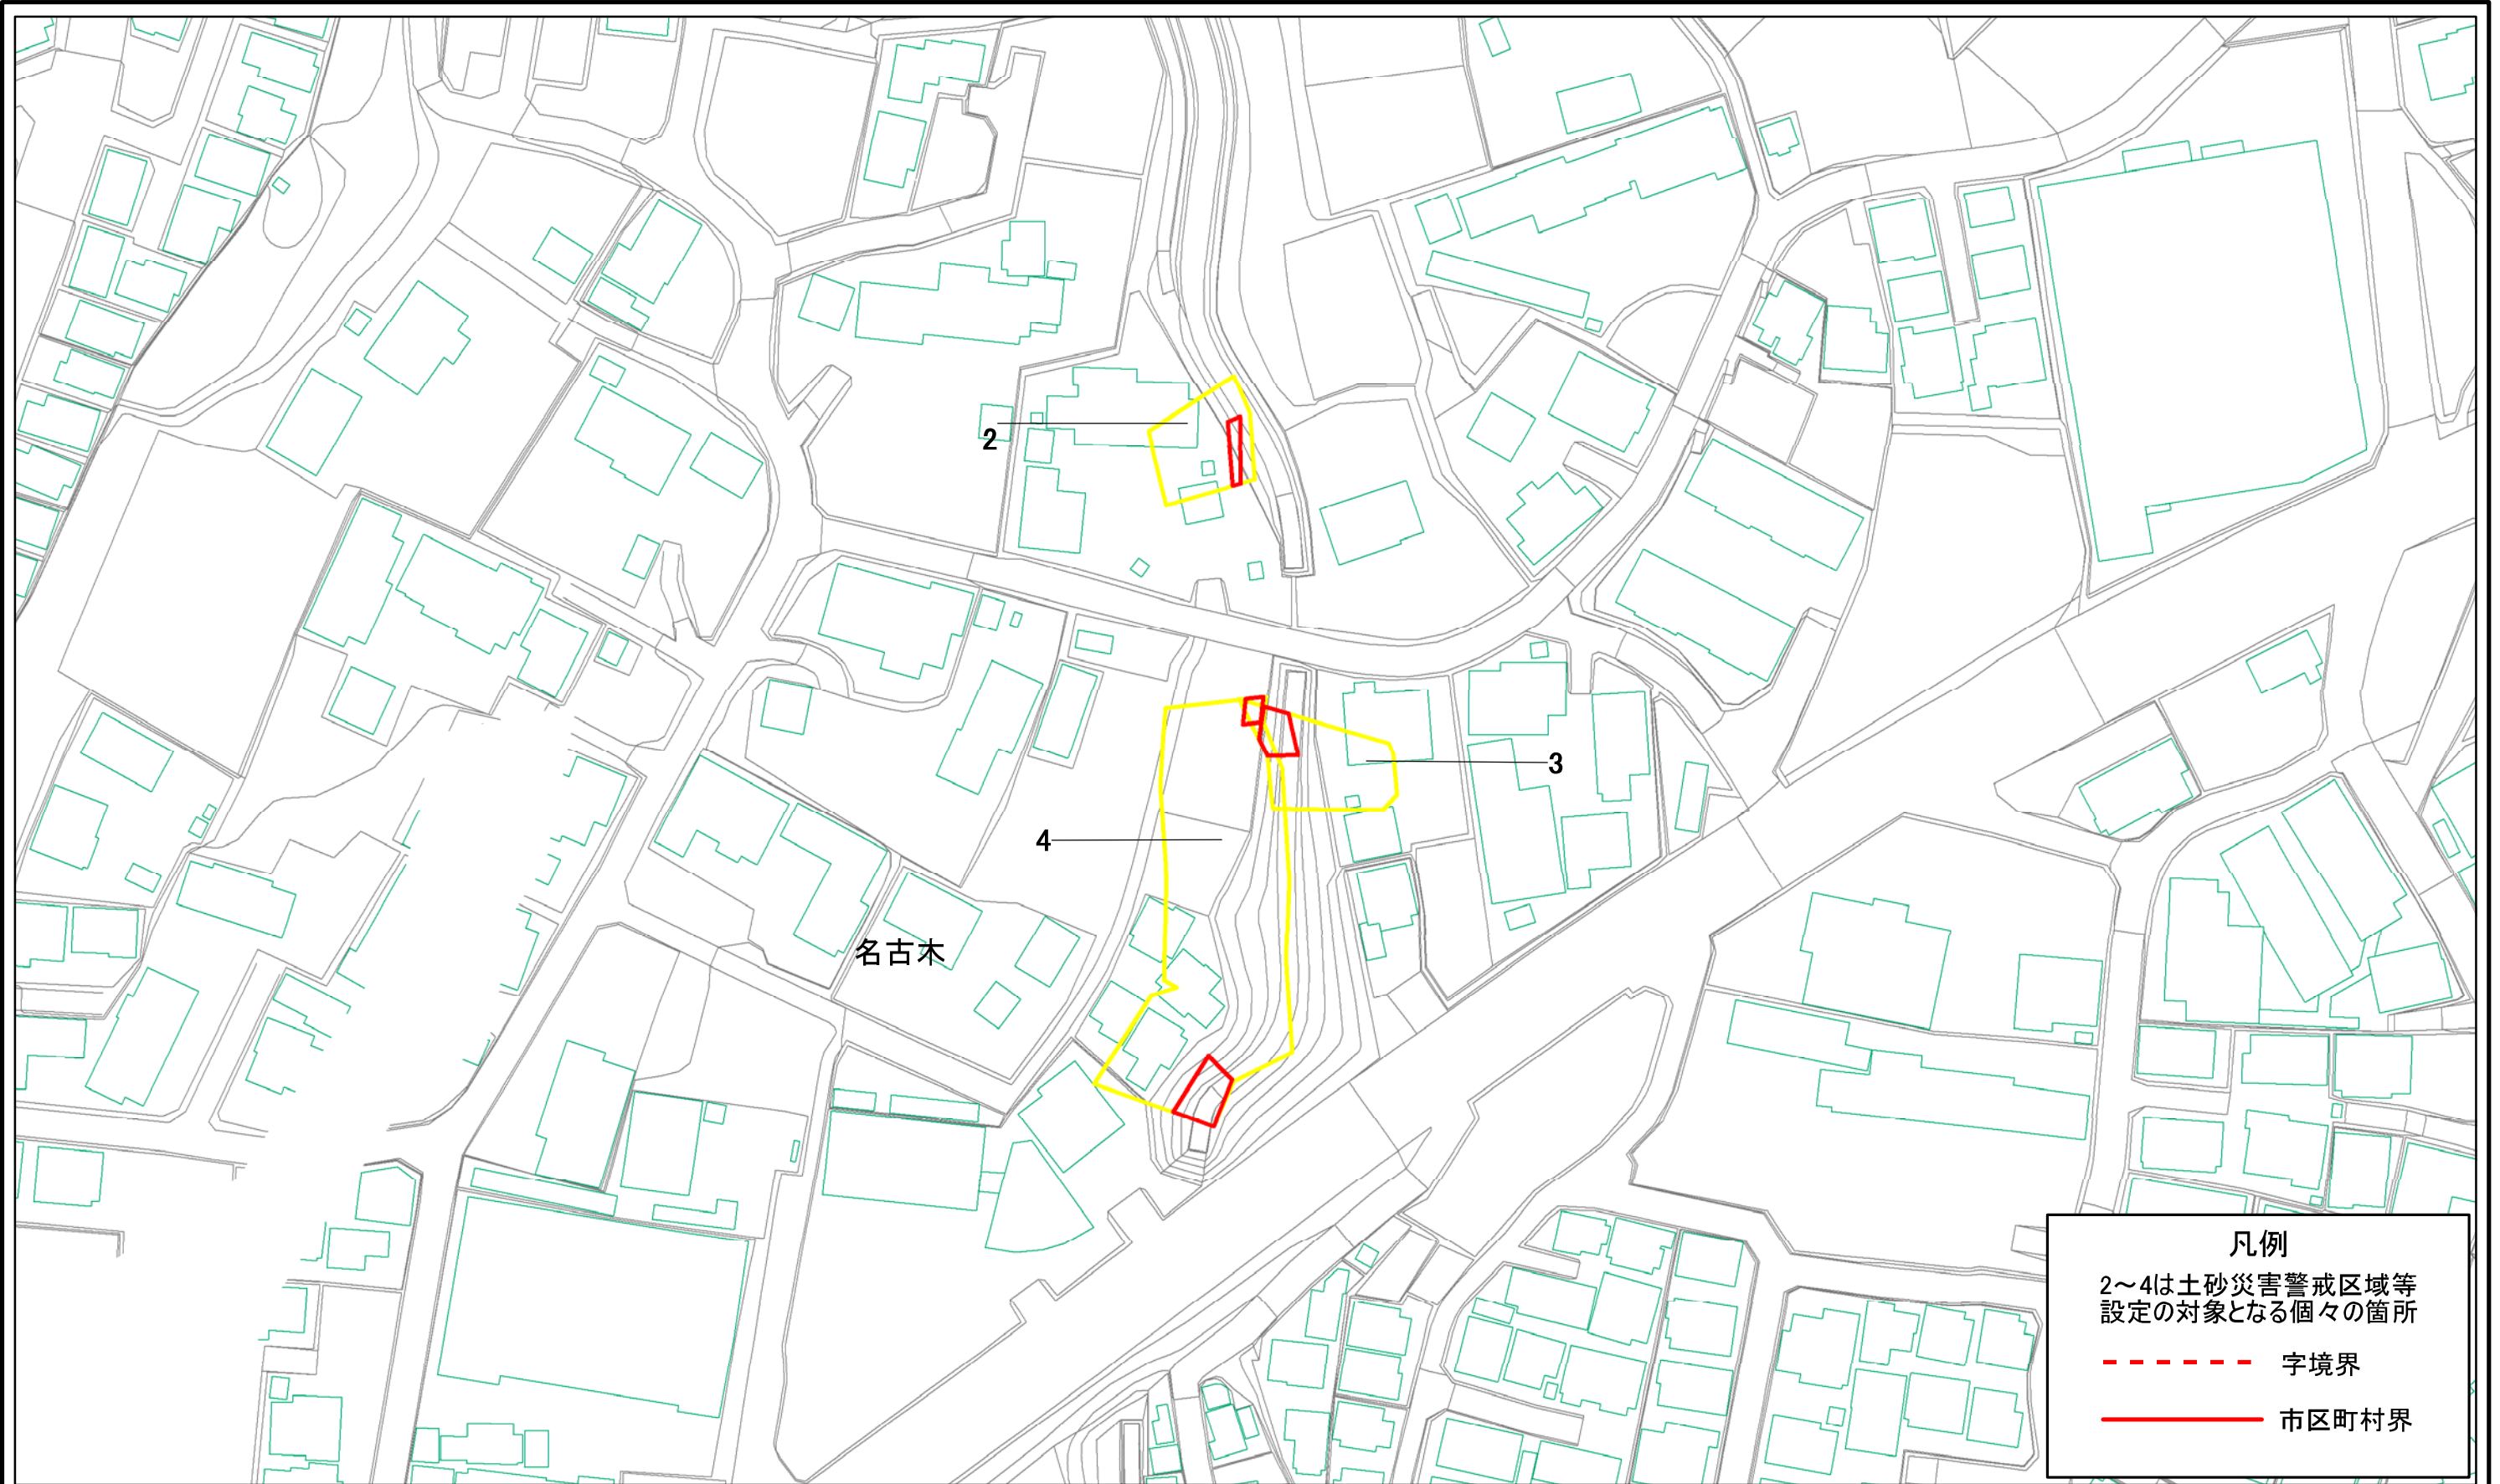 2
3
4
名古木
凡例
2～4は土砂災害警戒区域等
設定の対象となる個々の箇所
字境界
市区町村界